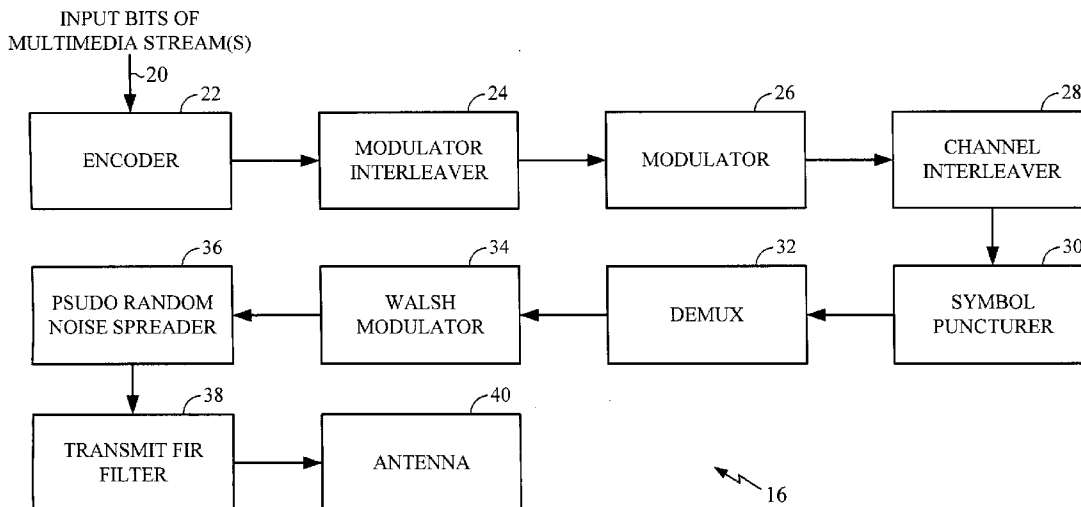 INPUT BITS OF
MULTIMEDIA STREAM(S)
20
22
ENCODER
24
MODULATOR
INTERLEAVER
26
MODULATOR
28
CHANNEL
INTERLEAVER
36
PSUDO RANDOM
NOISE SPREADER
34
WALSH
MODULATOR
32
DEMUX
30
SYMBOL
PUNCTURER
38
TRANSMIT FIR
FILTER
40
ANTENNA
16